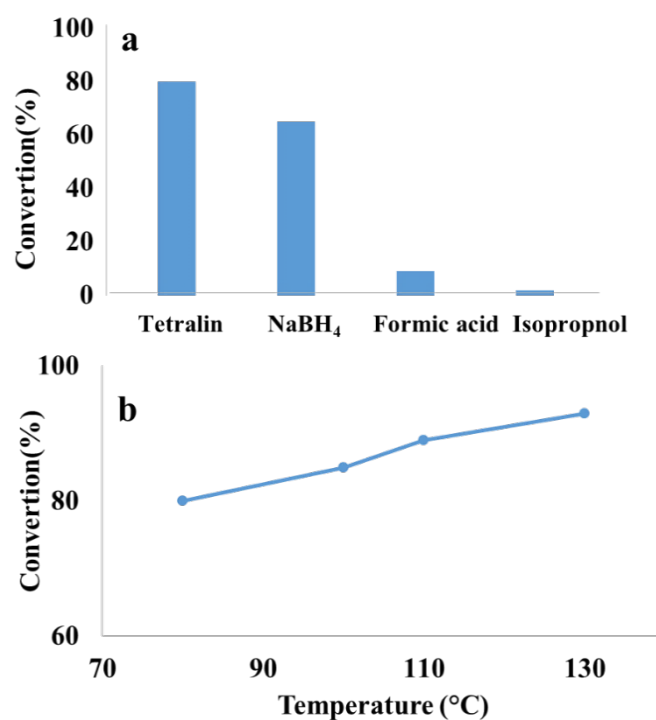 a
Convertion(%)
100
80
60
40
20
0
Tetralin NaBH₄ Formic acid Isopropnol
b
Convertion(%)
100
80
60
70 90 110 130
Temperature (°C)